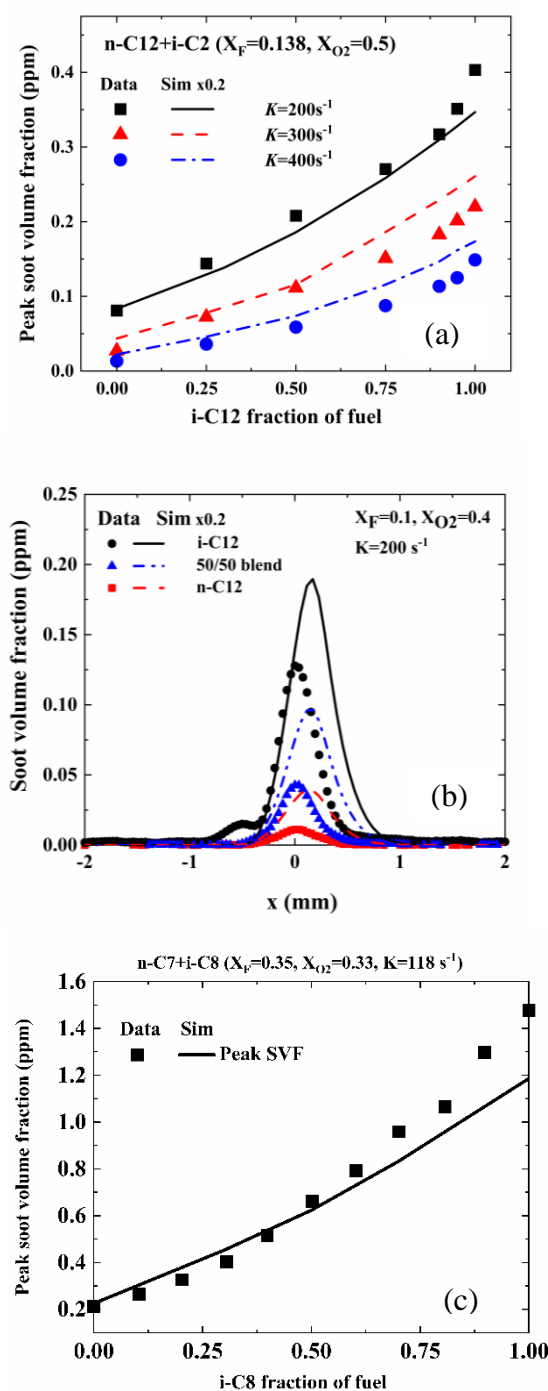 n-C12+i-C2 (X_F=0.138, X_O2=0.5)
Data Sim x0.2
K=200s⁻¹
K=300s⁻¹
K=400s⁻¹
0.4
0.3
0.2
0.1
0.0
Peak soot volume fraction (ppm)
(a)
0.00 0.25 0.50 0.75 1.00
i-C12 fraction of fuel
0.25
0.20
0.15
0.10
0.05
0.00
Soot volume fraction (ppm)
Data Sim x0.2
i-C12
50/50 blend
n-C12
X_F=0.1, X_O2=0.4
K=200 s⁻¹
(b)
-2 -1 0 1 2
x (mm)
n-C7+i-C8 (X_F=0.35, X_O2=0.33, K=118 s⁻¹)
1.6
1.4
1.2
1.0
0.8
0.6
0.4
0.2
Peak soot volume fraction (ppm)
Data Sim
Peak SVF
(c)
0.00 0.25 0.50 0.75 1.00
i-C8 fraction of fuel